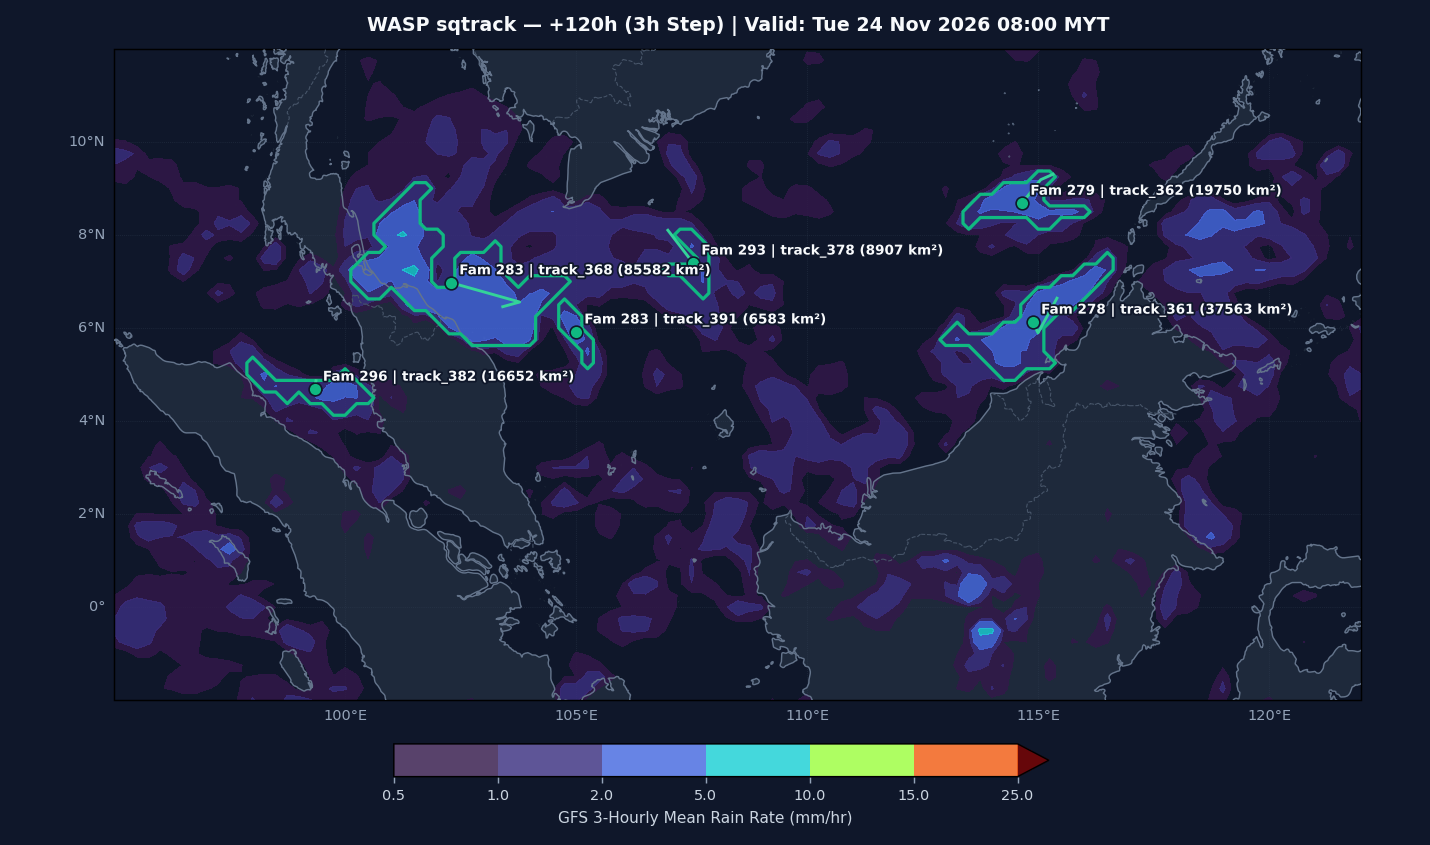 WASP sqtrack — +120h (3h Step) | Valid: Tue 24 Nov 2026 08:00 MYT
10°N
8°N
6°N
4°N
2°N
0°
Fam 279 | track_362 (19750 km²)
Fam 293 | track_378 (8907 km²)
Fam 283 | track_368 (85582 km²)
Fam 278 | track_361 (37563 km²)
Fam 283 | track_391 (6583 km²)
Fam 296 | track_382 (16652 km²)
100°E 105°E 110°E 115°E 120°E
0.5 1.0 2.0 5.0 10.0 15.0 25.0
GFS 3-Hourly Mean Rain Rate (mm/hr)